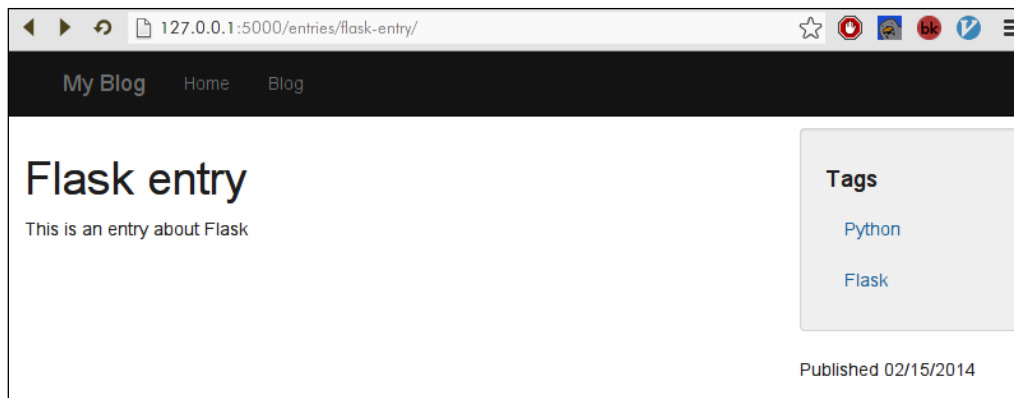 127.0.0.1:5000/entries/flask-entry/
bk
My Blog Home Blog
Flask entry
This is an entry about Flask
Tags
Python
Flask
Published 02/15/2014